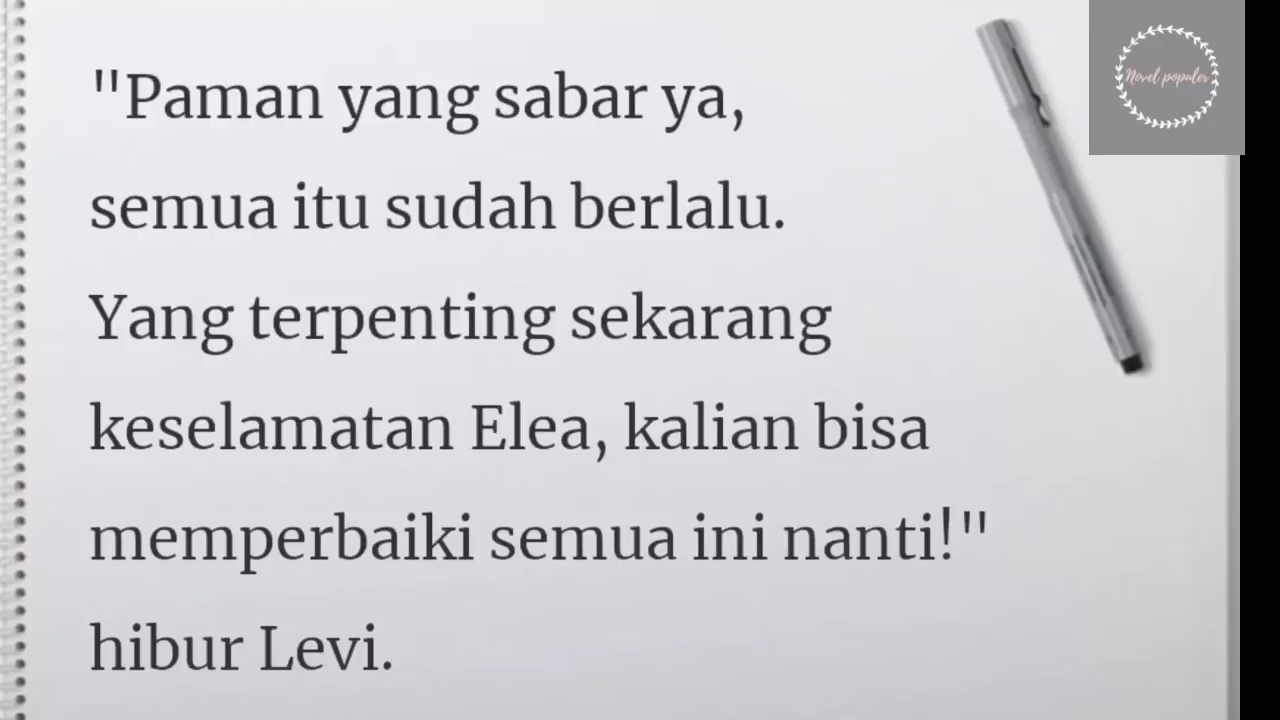 "Paman yang sabar ya,
semua itu sudah berlalu.
Yang terpenting sekarang
keselamatan Elea, kalian bisa
memperbaiki semua ini nanti!"
hibur Levi.
Novel populer